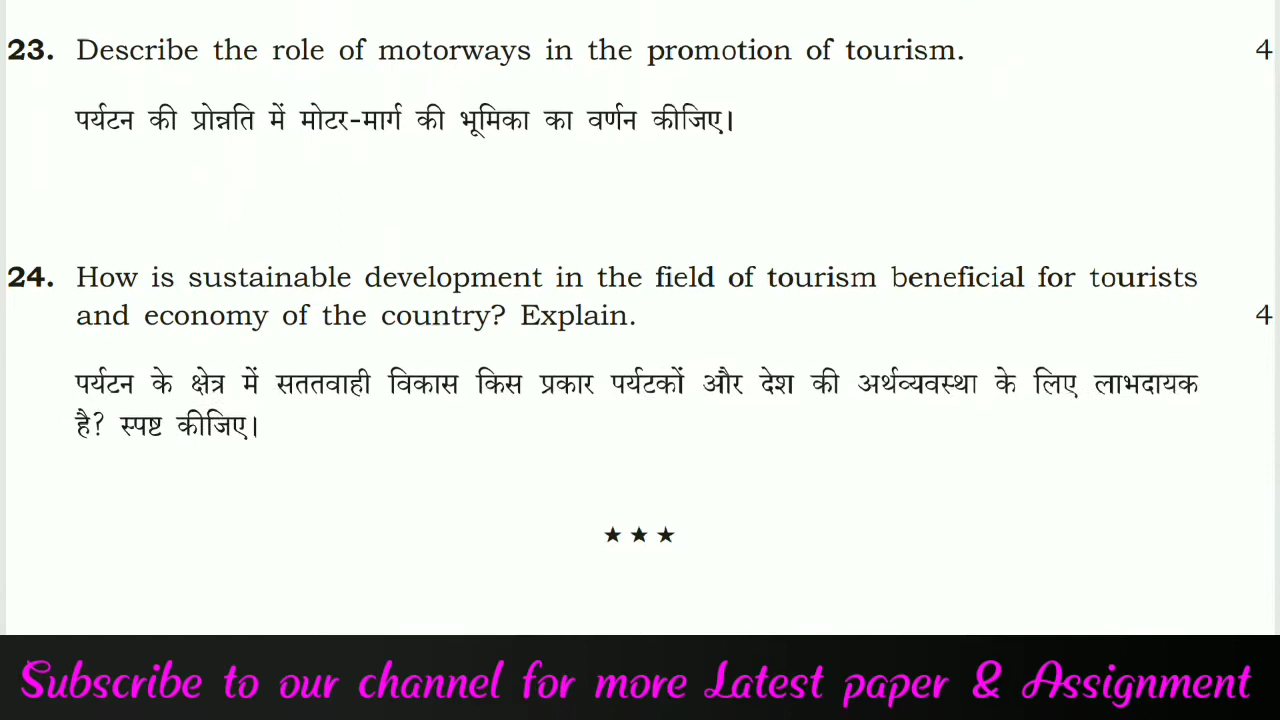 23. Describe the role of motorways in the promotion of tourism. 4
पर्यटन की प्रोन्नति में मोटर-मार्ग की भूमिका का वर्णन कीजिए।
24. How is sustainable development in the field of tourism beneficial for tourists
and economy of the country? Explain. 4
पर्यटन के क्षेत्र में सततवाही विकास किस प्रकार पर्यटकों और देश की अर्थव्यवस्था के लिए लाभदायक
है? स्पष्ट कीजिए।
★ ★ ★
Subscribe to our channel for more Latest paper & Assignment